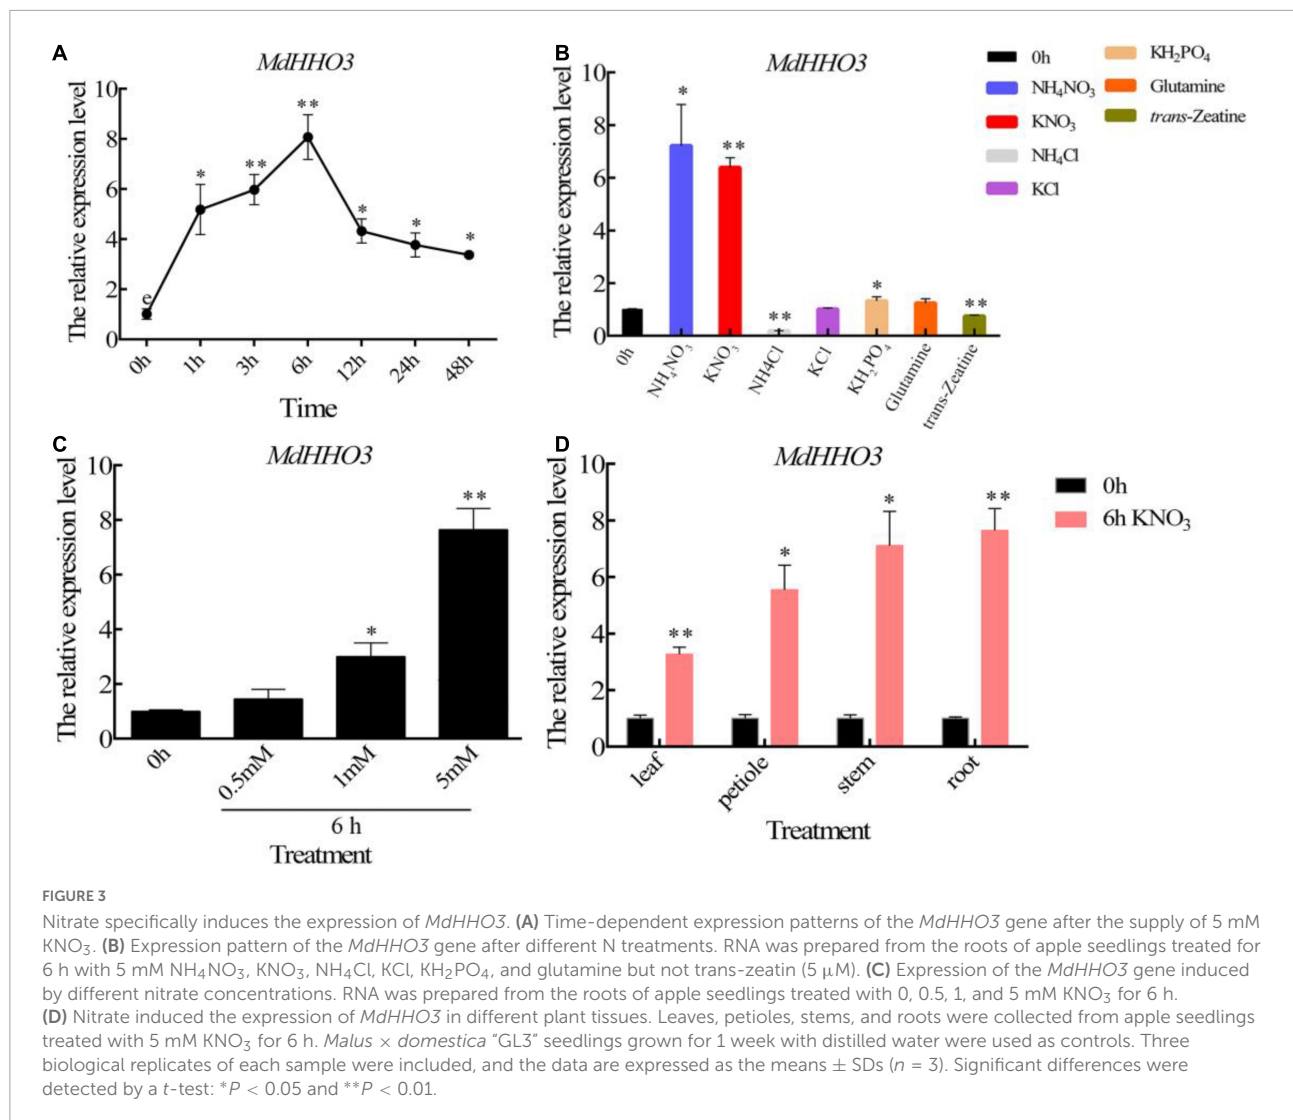 A
MdHHO3
The relative expression level
10
8
6
4
2
0
e
*
**
**
*
*
*
0h
1h
3h
6h
12h
24h
48h
Time
B
MdHHO3
The relative expression level
10
8
6
4
2
0
*
**
**
*
**
0h
NH₄NO₃
KNO₃
NH4Cl
KCl
KH₂PO₄
Glutamine
trans-Zeatine
0h
NH₄NO₃
KNO₃
NH₄Cl
KCl
KH₂PO₄
Glutamine
trans-Zeatine
C
MdHHO3
The relative expression level
10
8
6
4
2
0
*
**
0h
0.5mM
1mM
5mM
6 h
Treatment
D
MdHHO3
The relative expression level
10
8
6
4
2
0
**
*
*
**
leaf
petiole
stem
root
Treatment
0h
6h KNO₃
FIGURE 3
Nitrate specifically induces the expression of MdHHO3. (A) Time-dependent expression patterns of the MdHHO3 gene after the supply of 5 mM
KNO₃. (B) Expression pattern of the MdHHO3 gene after different N treatments. RNA was prepared from the roots of apple seedlings treated for
6 h with 5 mM NH₄NO₃, KNO₃, NH₄Cl, KCl, KH₂PO₄, and glutamine but not trans-zeatin (5 μM). (C) Expression of the MdHHO3 gene induced
by different nitrate concentrations. RNA was prepared from the roots of apple seedlings treated with 0, 0.5, 1, and 5 mM KNO₃ for 6 h.
(D) Nitrate induced the expression of MdHHO3 in different plant tissues. Leaves, petioles, stems, and roots were collected from apple seedlings
treated with 5 mM KNO₃ for 6 h. Malus × domestica “GL3” seedlings grown for 1 week with distilled water were used as controls. Three
biological replicates of each sample were included, and the data are expressed as the means ± SDs (n = 3). Significant differences were
detected by a t-test: *P < 0.05 and **P < 0.01.